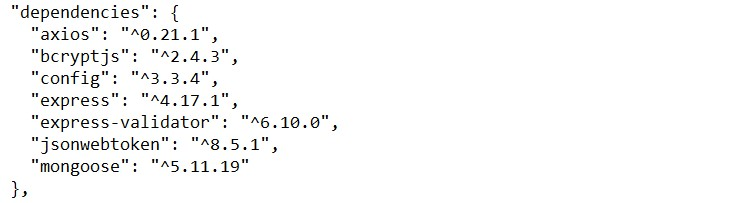 "dependencies": {
"axios": "^0.21.1",
"bcryptjs": "^2.4.3",
"config": "^3.3.4",
"express": "^4.17.1",
"express-validator": "^6.10.0",
"jsonwebtoken": "^8.5.1",
"mongoose": "^5.11.19"
},